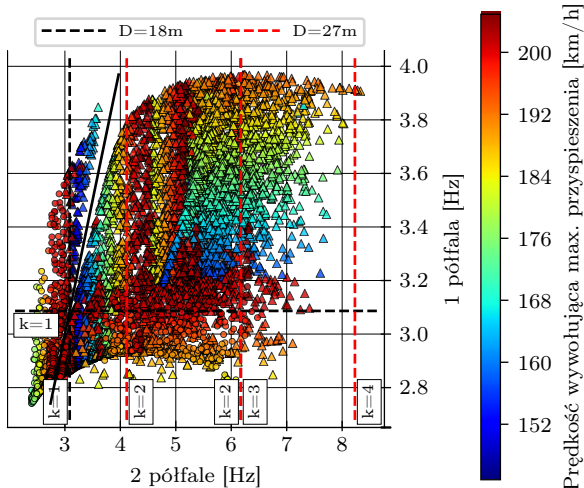 D=18m
D=27m
4.0
3.8
3.6
3.4
3.2
3.0
2.8
1 półfala [Hz]
k=1
k=1
k=2
k=2
k=3
k=4
3
4
5
6
7
8
2 półfale [Hz]
200
192
184
176
168
160
152
Prędkość wywołująca max. przyspieszenia [km/h]